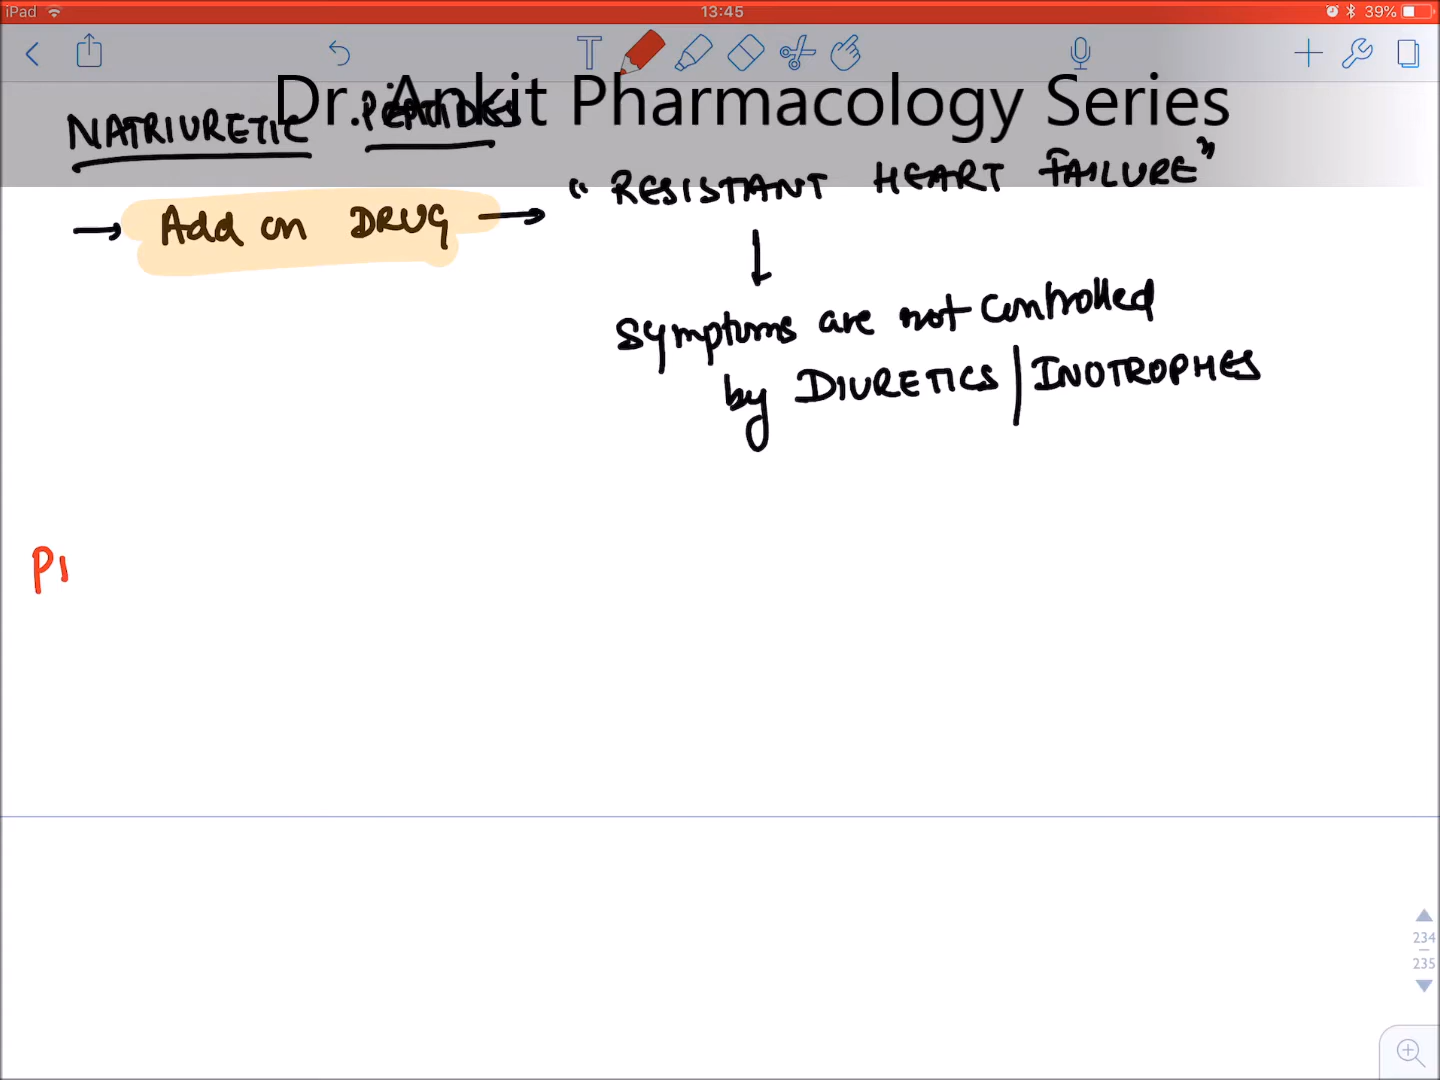 iPad 13:45 39%
T
Dr. Ankit Pharmacology Series
NATRIURETIC PEPTIDES
"RESISTANT HEART FAILURE"
→ Add on DRUG →
↓
Symptoms are not controlled
by DIURETICS | INOTROPHES
PI
234
235